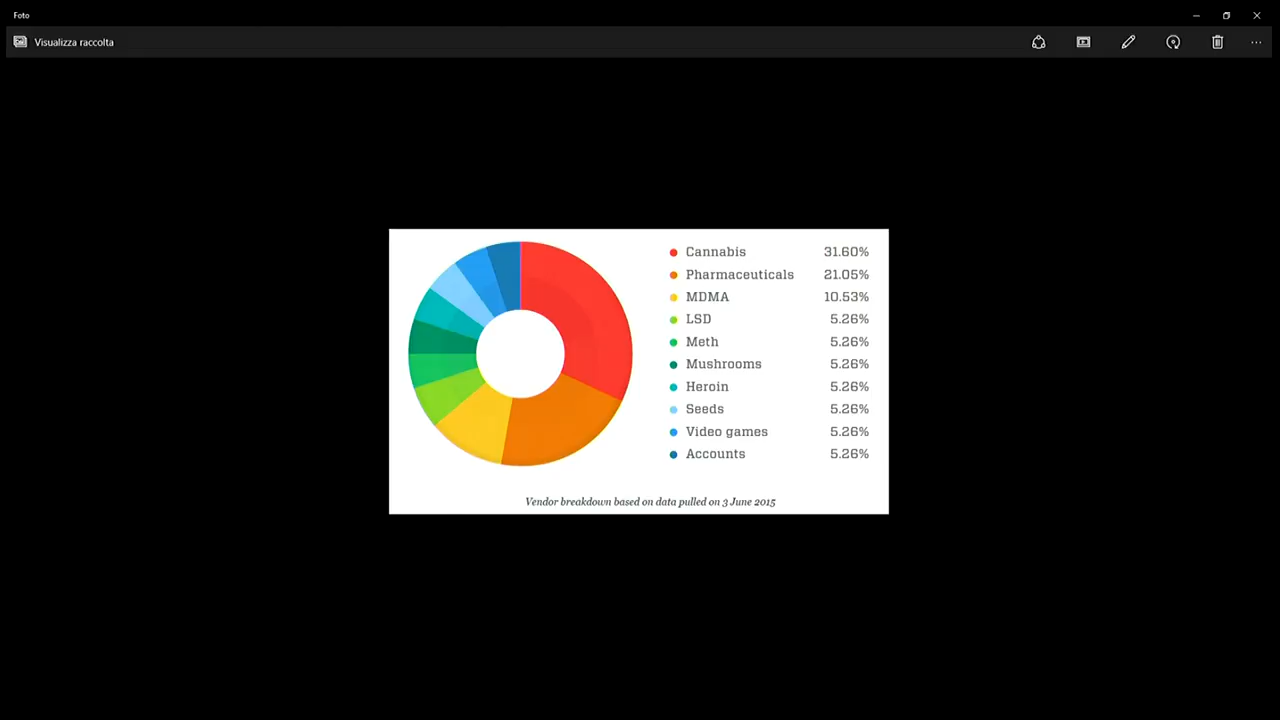 Foto
Visualizza raccolta
Cannabis 31.60%
Pharmaceuticals 21.05%
MDMA 10.53%
LSD 5.26%
Meth 5.26%
Mushrooms 5.26%
Heroin 5.26%
Seeds 5.26%
Video games 5.26%
Accounts 5.26%
Vendor breakdown based on data pulled on 3 June 2015